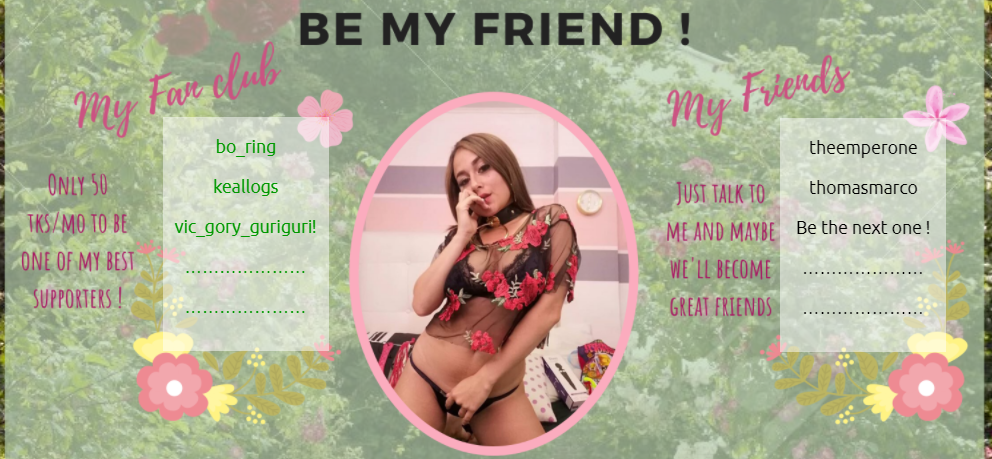 BE MY FRIEND !
My Fan club
Only 50
tks/mo to be
one of my best
supporters !
bo_ring
keallogs
vic_gory_guriguri!
......................
......................
My Friends
Just talk to
me and maybe
we'll become
great friends
theemperone
thomasmarco
Be the next one !
......................
......................